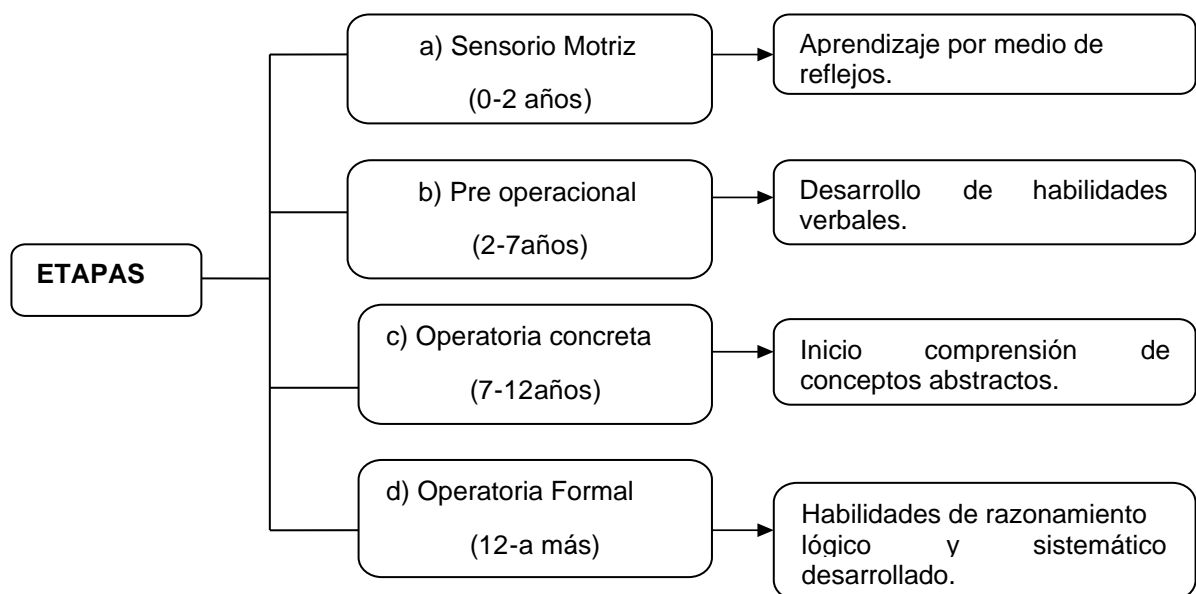 a) Sensorio Motriz
(0-2 años)
Aprendizaje por medio de
reflejos.
b) Pre operacional
(2-7años)
Desarrollo de habilidades
verbales.
ETAPAS
c) Operatoria concreta
(7-12años)
Inicio comprensión de
conceptos abstractos.
d) Operatoria Formal
(12-a más)
Habilidades de razonamiento
lógico y sistemático
desarrollado.